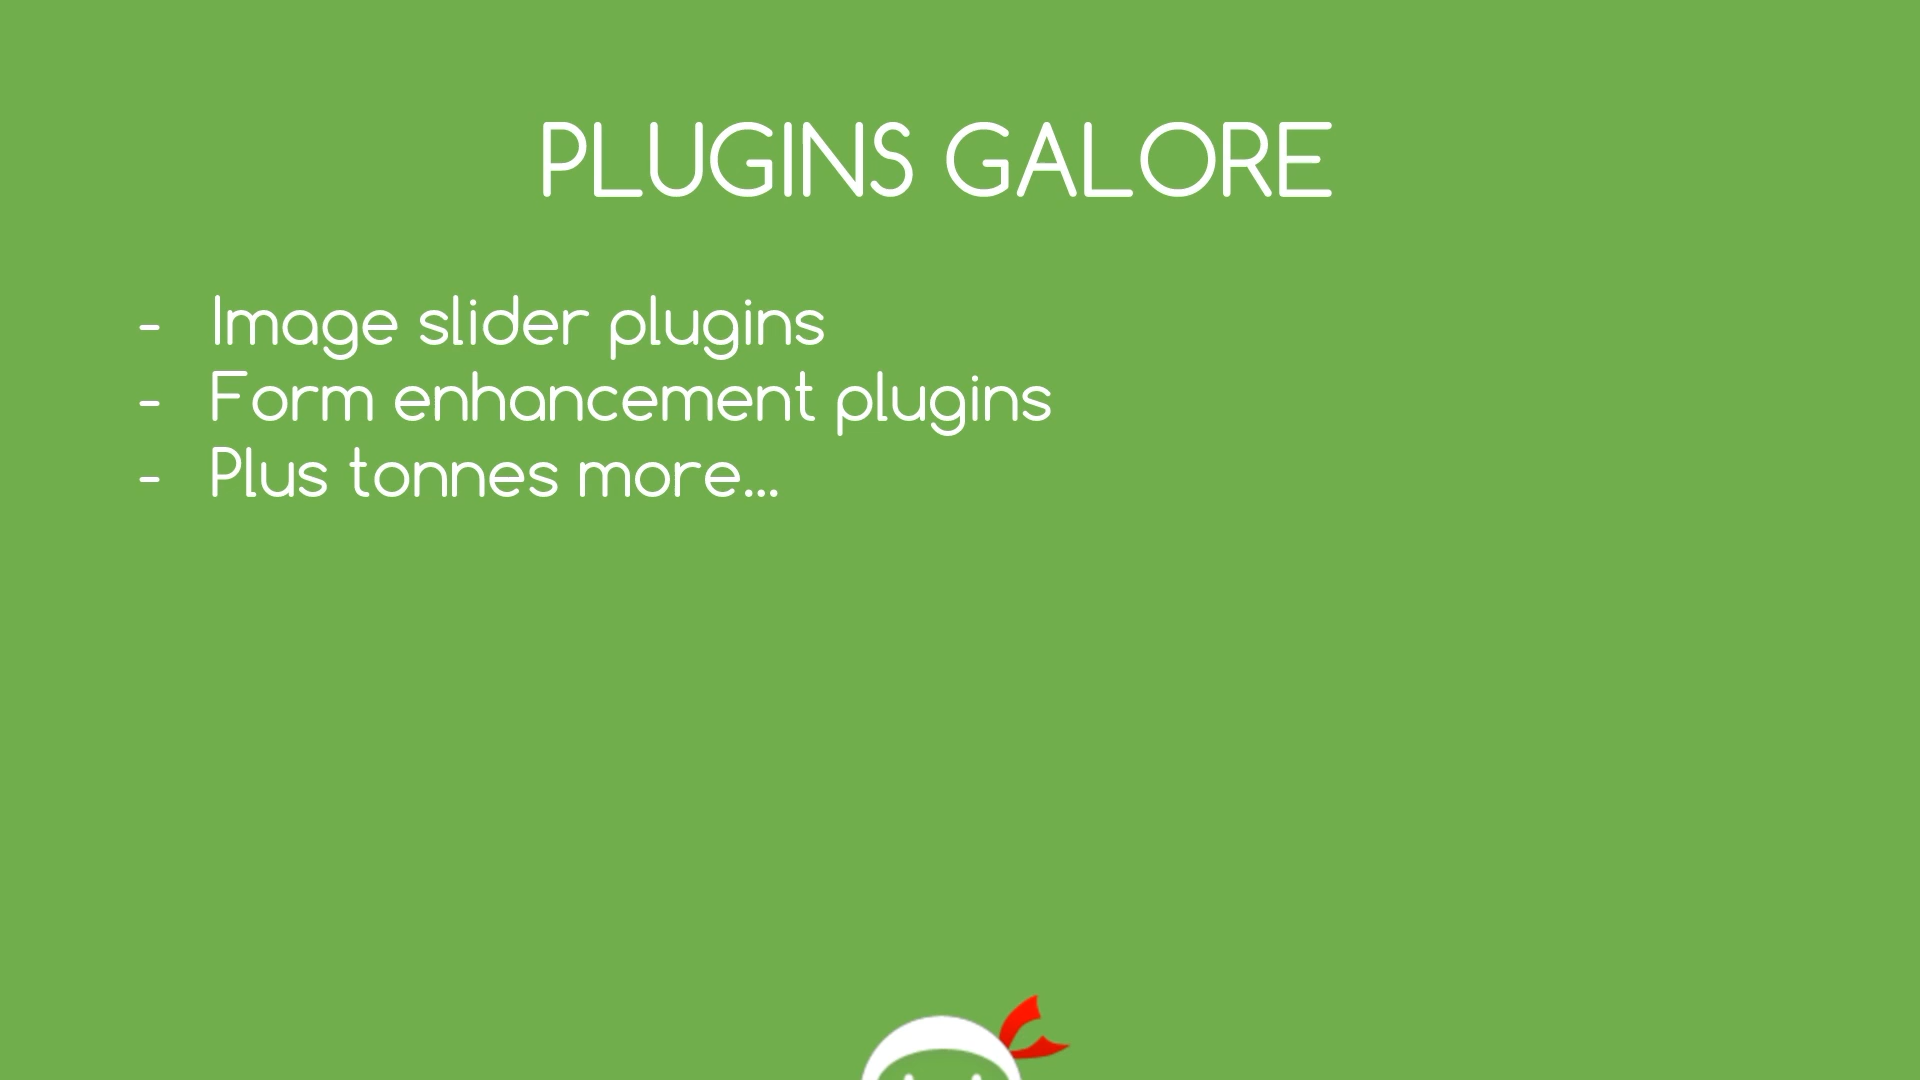 PLUGINS GALORE
- Image slider plugins
- Form enhancement plugins
- Plus tonnes more...